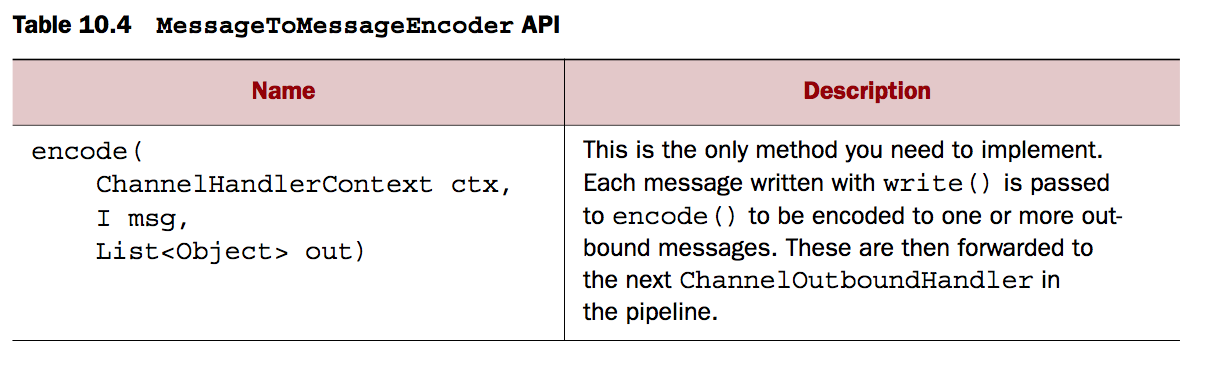 Table 10.4 MessageToMessageEncoder API
Name
Description
encode(
ChannelHandlerContext ctx,
I msg,
List<Object> out)
This is the only method you need to implement.
Each message written with write() is passed
to encode() to be encoded to one or more out-
bound messages. These are then forwarded to
the next ChannelOutboundHandler in
the pipeline.